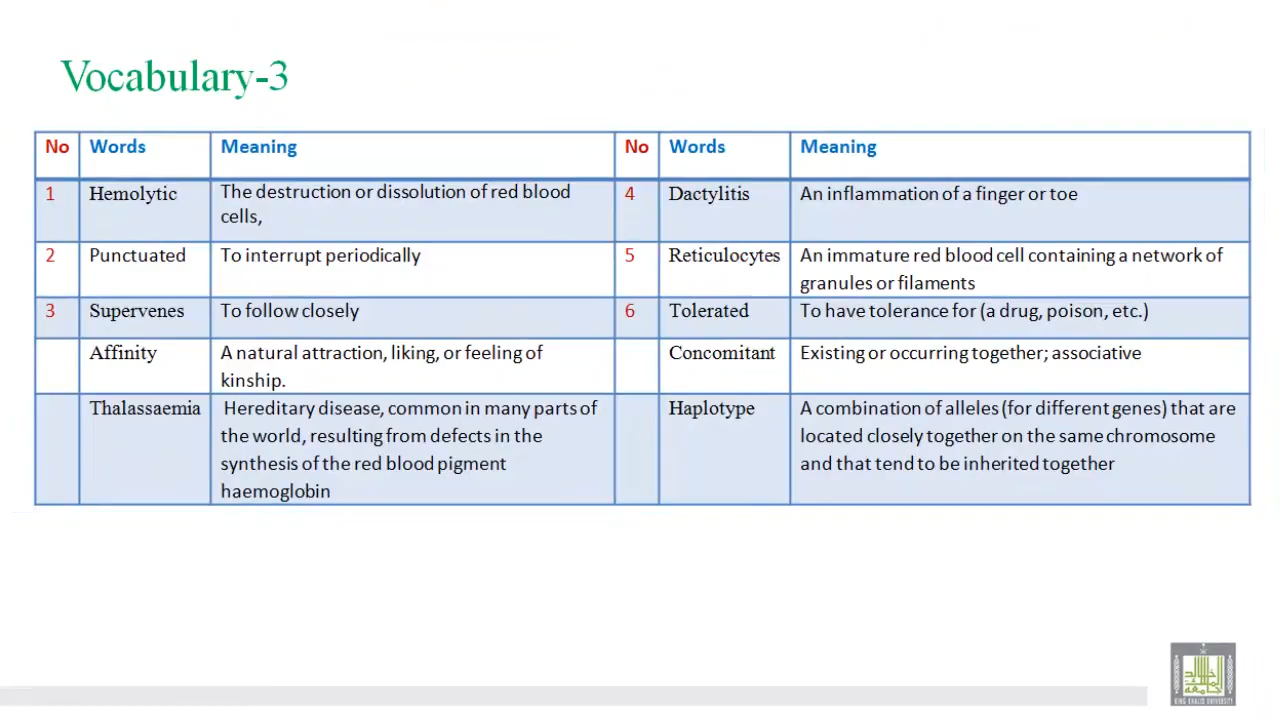 Vocabulary-3
No Words Meaning No Words Meaning
1 Hemolytic The destruction or dissolution of red blood
cells,
4 Dactylitis An inflammation of a finger or toe
2 Punctuated To interrupt periodically
5 Reticulocytes An immature red blood cell containing a network of
granules or filaments
3 Supervenes To follow closely
6 Tolerated To have tolerance for (a drug, poison, etc.)
Affinity A natural attraction, liking, or feeling of
kinship.
Concomitant Existing or occurring together; associative
Thalassaemia Hereditary disease, common in many parts of
the world, resulting from defects in the
synthesis of the red blood pigment
haemoglobin
Haplotype A combination of alleles (for different genes) that are
located closely together on the same chromosome
and that tend to be inherited together
KING KHALID UNIVERSITY